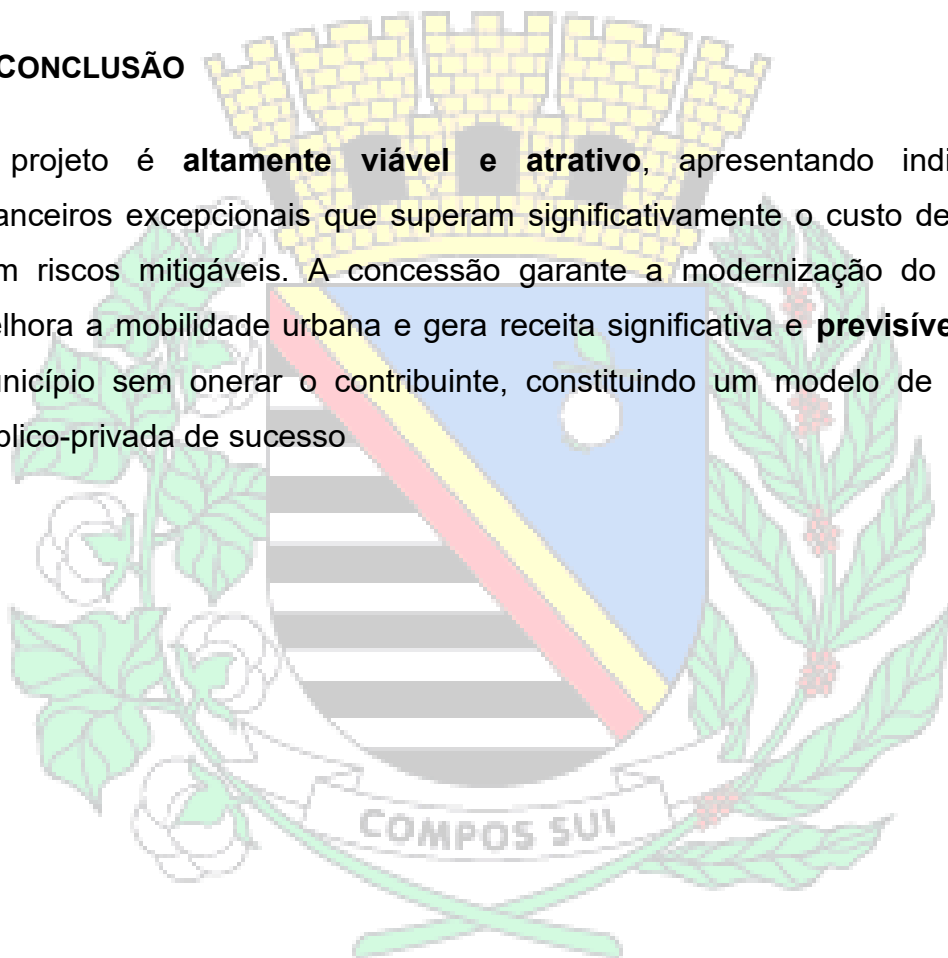 CONCLUSÃO
projeto é altamente viável e atrativo, apresentando indi
anceiros excepcionais que superam significativamente o custo de
m riscos mitigáveis. A concessão garante a modernização do
elhora a mobilidade urbana e gera receita significativa e previsíve
unicípio sem onerar o contribuinte, constituindo um modelo de
blico-privada de sucesso
COMPOS SUI